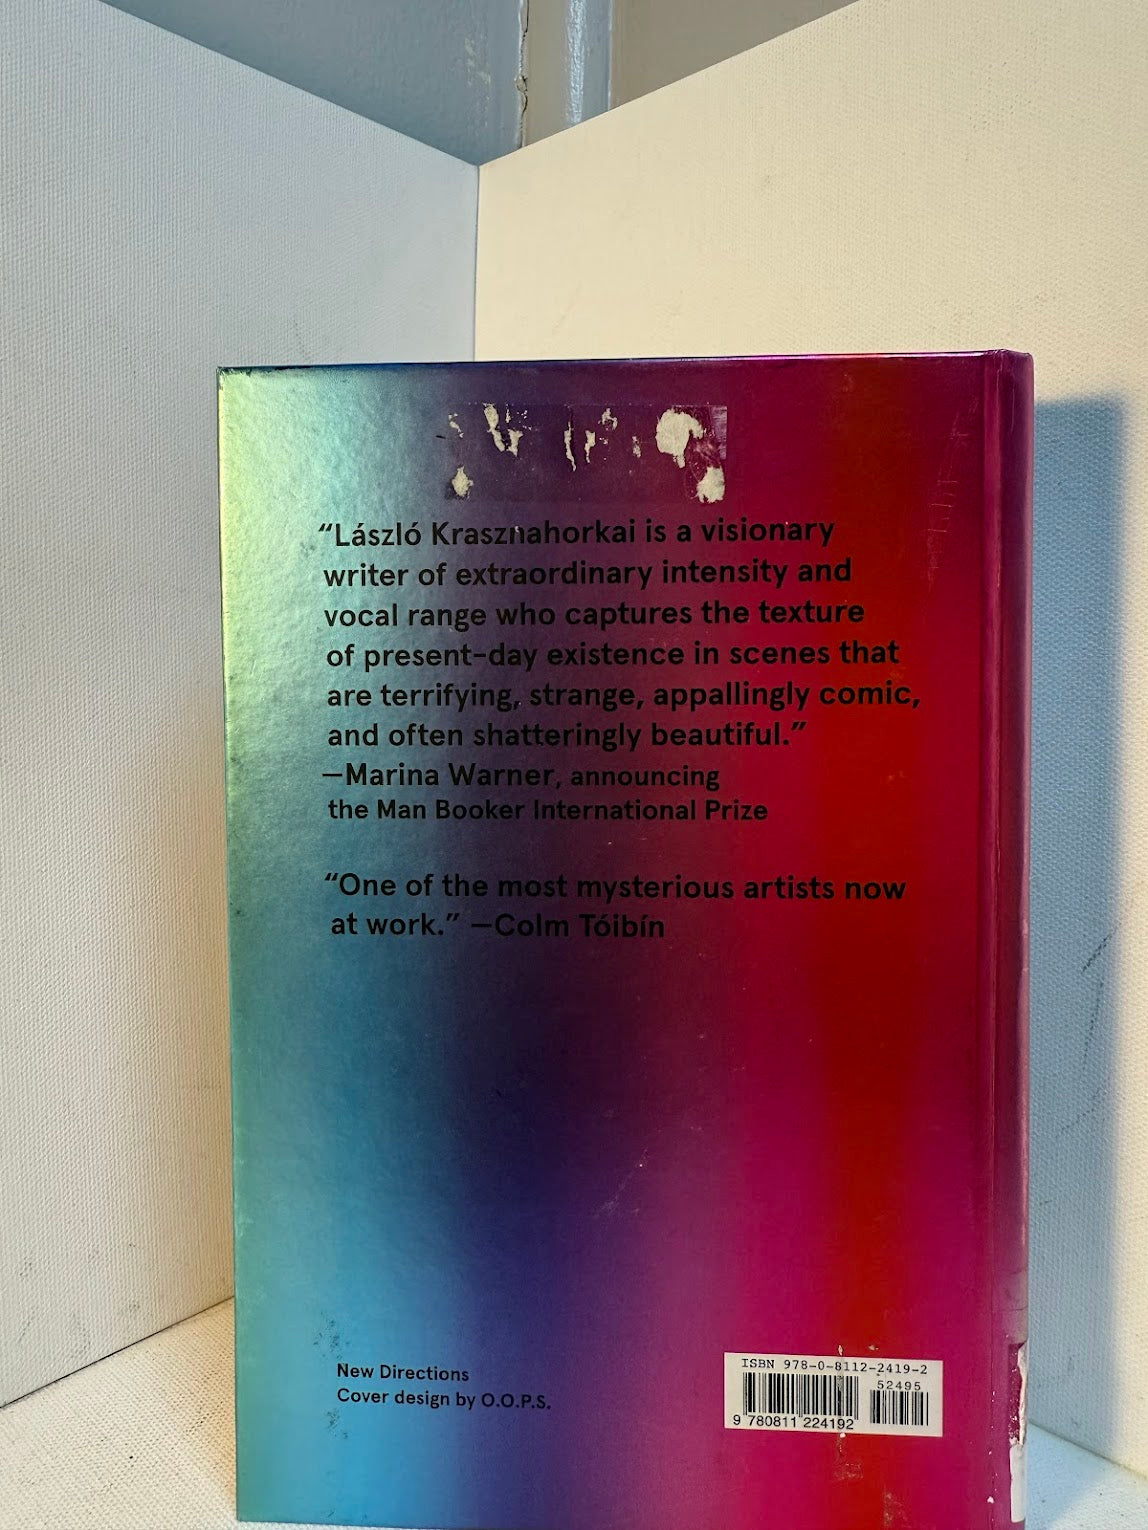 “László Krasznahorkai is a visionary
writer of extraordinary intensity and
vocal range who captures the texture
of present-day existence in scenes that
are terrifying, strange, appallingly comic,
and often shatteringly beautiful.”
—Marina Warner, announcing
the Man Booker International Prize
“One of the most mysterious artists now
at work.” —Colm Tóibín
New Directions
Cover design by O.O.P.S.
ISBN 978-0-8112-2419-2
52495
9 780811 224192